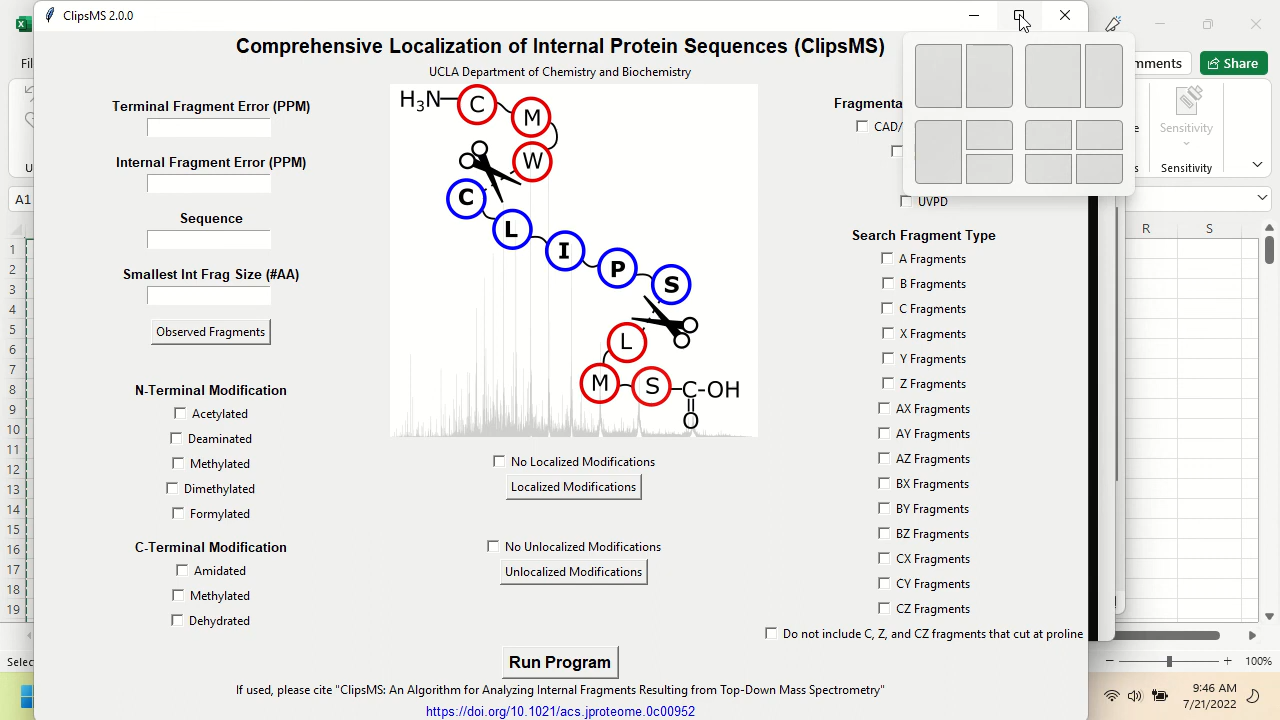 ClipsMS 2.0.0
Comprehensive Localization of Internal Protein Sequences (ClipsMS)
UCLA Department of Chemistry and Biochemistry
Terminal Fragment Error (PPM)
Internal Fragment Error (PPM)
Sequence
Smallest Int Frag Size (#AA)
Observed Fragments
N-Terminal Modification
Acetylated
Deaminated
Methylated
Dimethylated
Formylated
C-Terminal Modification
Amidated
Methylated
Dehydrated
H₃N
C
M
W
C
L
I
P
S
L
M
S
C-OH
O
No Localized Modifications
Localized Modifications
No Unlocalized Modifications
Unlocalized Modifications
Run Program
If used, please cite "ClipsMS: An Algorithm for Analyzing Internal Fragments Resulting from Top-Down Mass Spectrometry"
https://doi.org/10.1021/acs.jproteome.0c00952
Fragmenta
CAD/
UVPD
Search Fragment Type
A Fragments
B Fragments
C Fragments
X Fragments
Y Fragments
Z Fragments
AX Fragments
AY Fragments
AZ Fragments
BX Fragments
BY Fragments
BZ Fragments
CX Fragments
CY Fragments
CZ Fragments
Do not include C, Z, and CZ fragments that cut at proline
Fil
U
A1
1
2
3
4
5
6
7
8
9
10
11
12
13
14
15
16
17
18
19
Selec
mments
Share
e
Sensitivity
Sensitivity
R S
100%
9:46 AM
7/21/2022